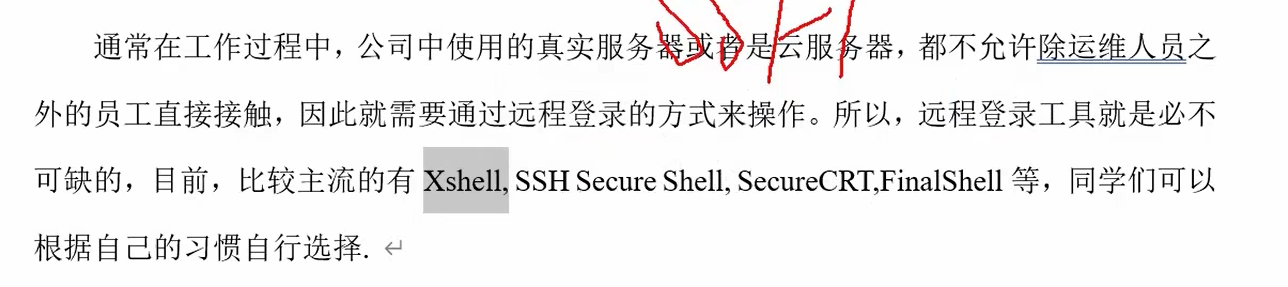 通常在工作过程中，公司中使用的真实服务器或者是云服务器，都不允许除运维人员之
外的员工直接接触，因此就需要通过远程登录的方式来操作。所以，远程登录工具就是必不
可缺的，目前，比较主流的有 Xshell, SSH Secure Shell, SecureCRT,FinalShell 等，同学们可以
根据自己的习惯自行选择.